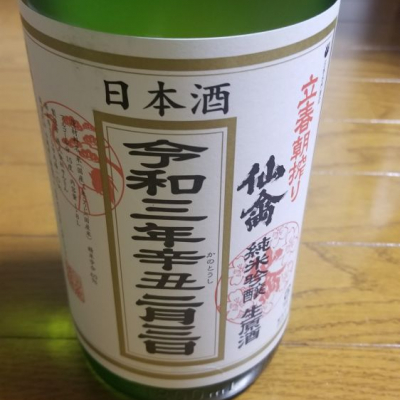 日本酒
令和三年辛丑二月三日
かのとうし
立春朝搾り
仙禽
純米吟醸 生原酒